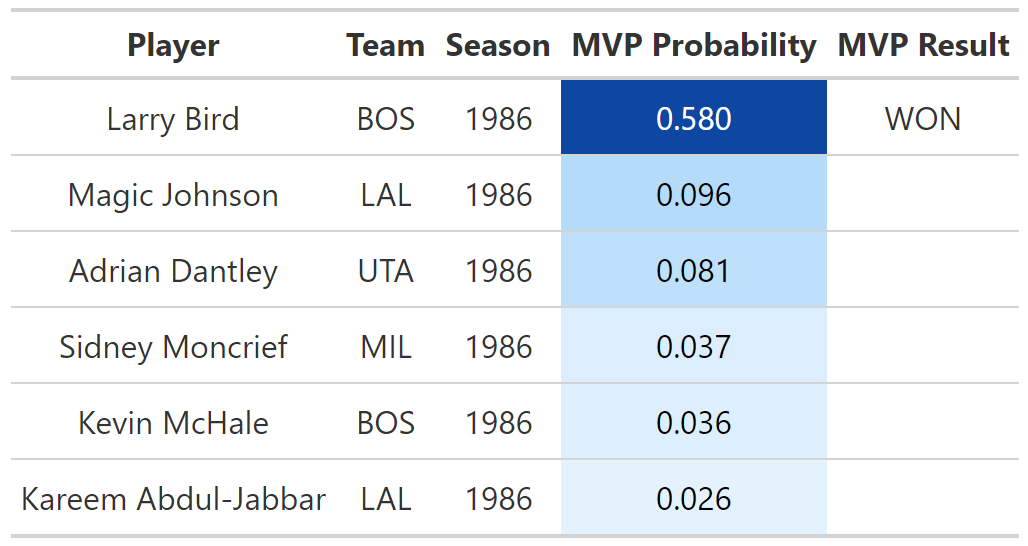 Player Team Season MVP Probability MVP Result
Larry Bird BOS 1986 0.580 WON
Magic Johnson LAL 1986 0.096
Adrian Dantley UTA 1986 0.081
Sidney Moncrief MIL 1986 0.037
Kevin McHale BOS 1986 0.036
Kareem Abdul-Jabbar LAL 1986 0.026